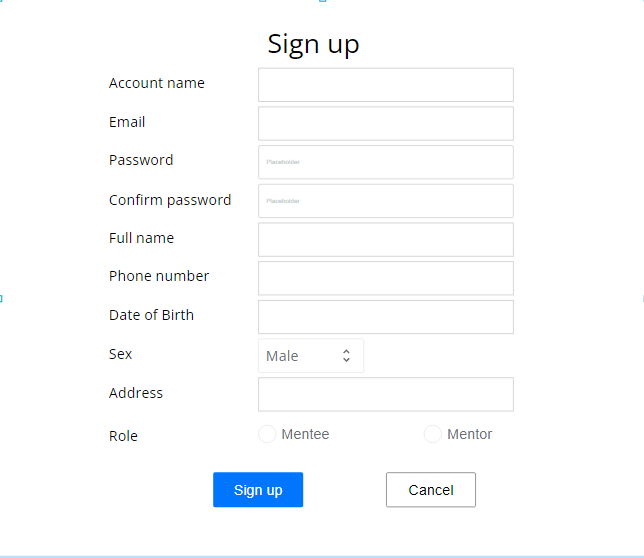 Sign up
Account name
Email
Password Placeholder
Confirm password Placeholder
Full name
Phone number
Date of Birth
Sex Male
Address
Role Mentee Mentor
Sign up Cancel